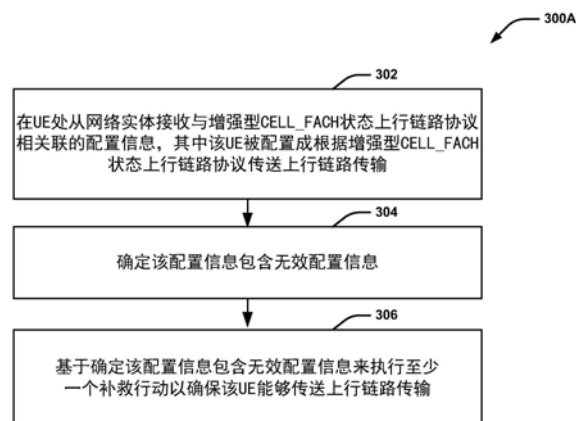 300A
302
在UE处从网络实体接收与增强型CELL_FACH状态上行链路协议
相关联的配置信息，其中该UE被配置成根据增强型CELL_FACH
状态上行链路协议传送上行链路传输
304
确定该配置信息包含无效配置信息
306
基于确定该配置信息包含无效配置信息来执行至少
一个补救行动以确保该UE能够传送上行链路传输